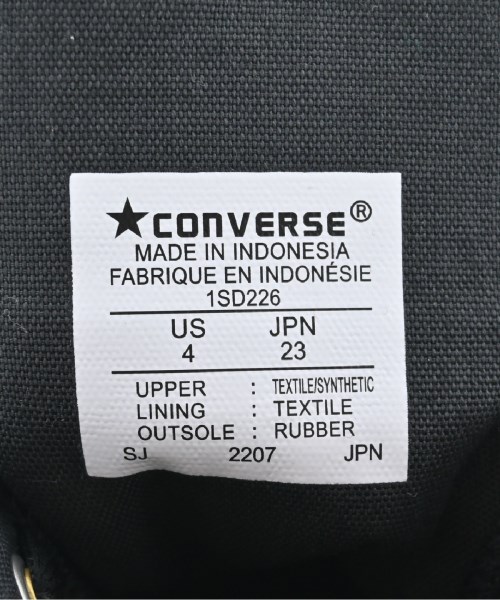 ★CONVERSE®
MADE IN INDONESIA
FABRIQUE EN INDONÉSIE
1SD226
US JPN
4 23
UPPER : TEXTILE/SYNTHETIC
LINING : TEXTILE
OUTSOLE : RUBBER
SJ 2207 JPN